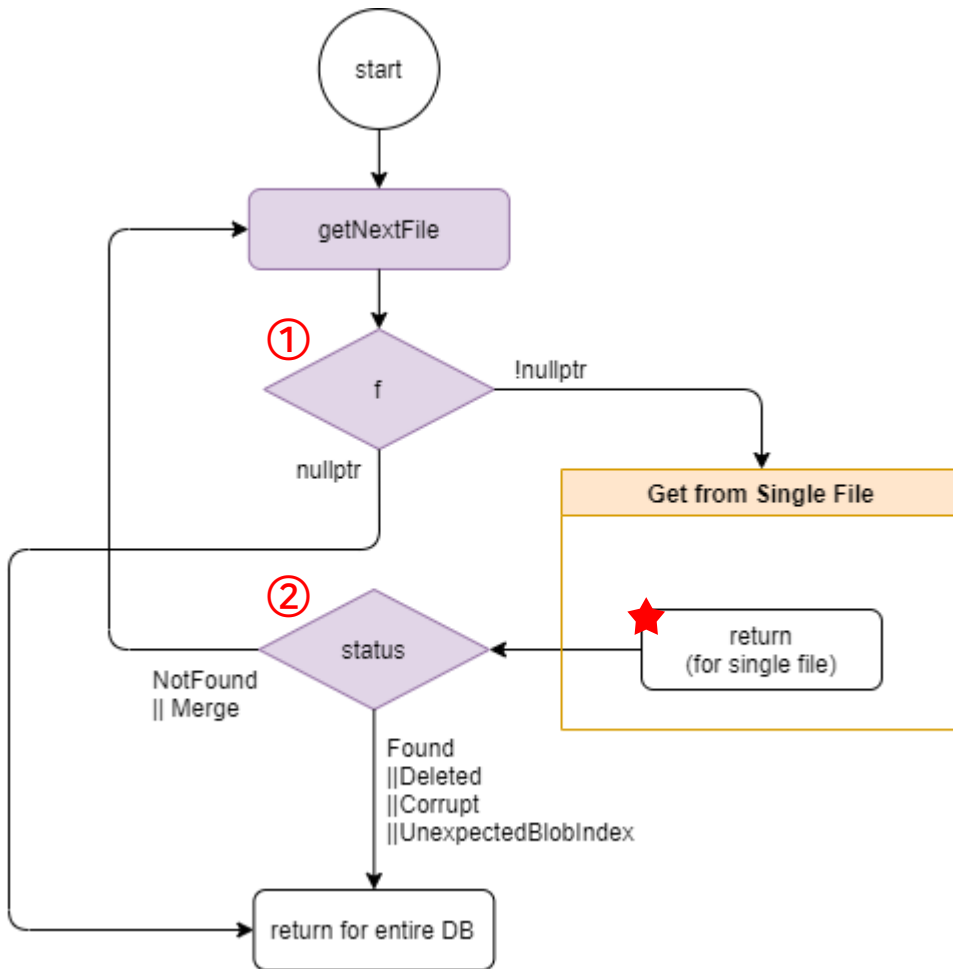 start
getNextFile
①
f
!nullptr
nullptr
Get from Single File
②
status
return
(for single file)
NotFound
|| Merge
Found
||Deleted
||Corrupt
||UnexpectedBlobIndex
return for entire DB